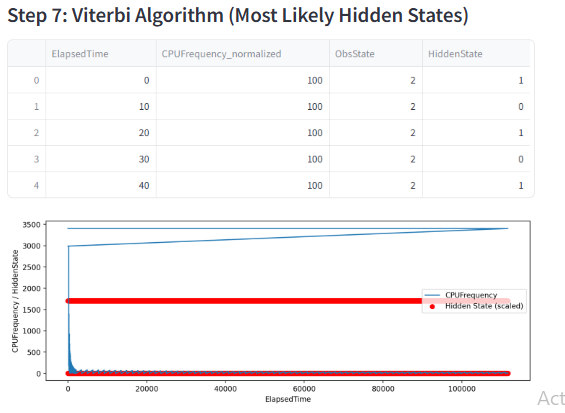 Step 7: Viterbi Algorithm (Most Likely Hidden States)
ElapsedTime CPUFrequency_normalized ObsState HiddenState
0 0 100 2 1
1 10 100 2 0
2 20 100 2 1
3 30 100 2 0
4 40 100 2 1
3500
3000
2500
2000
1500
1000
500
0
CPUFrequency / HiddenState
CPUFrequency
Hidden State (scaled)
0 20000 40000 60000 80000 100000
ElapsedTime
Act